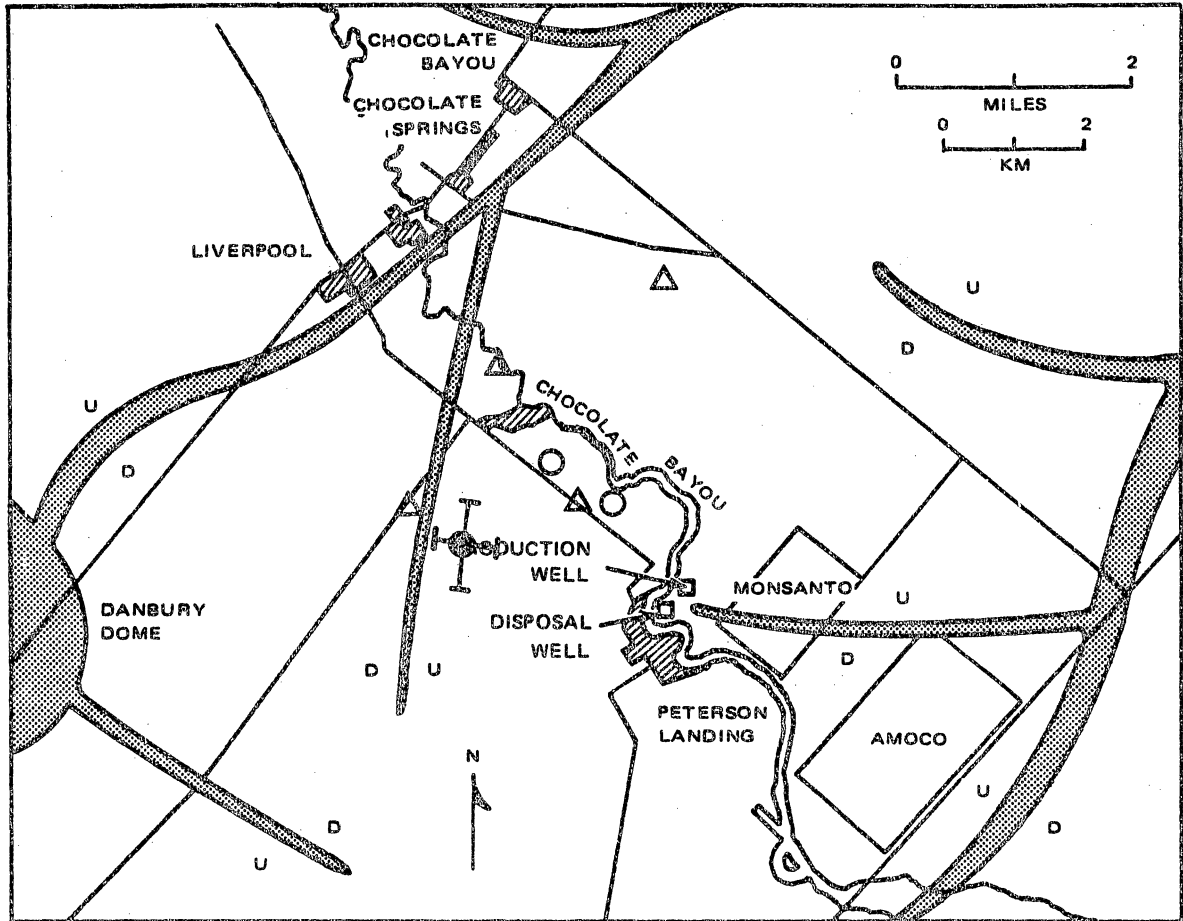 CHOCOLATE
BAYOU
CHOCOLATE
SPRINGS
0 2
MILES
0 2
KM
LIVERPOOL
U
D
U
D
CHOCOLATE
BAYOU
PRODUCTION
WELL
MONSANTO
U
DANBURY
DOME
DISPOSAL
WELL
D U
D
PETERSON
LANDING
AMOCO
N
U
D
D
U